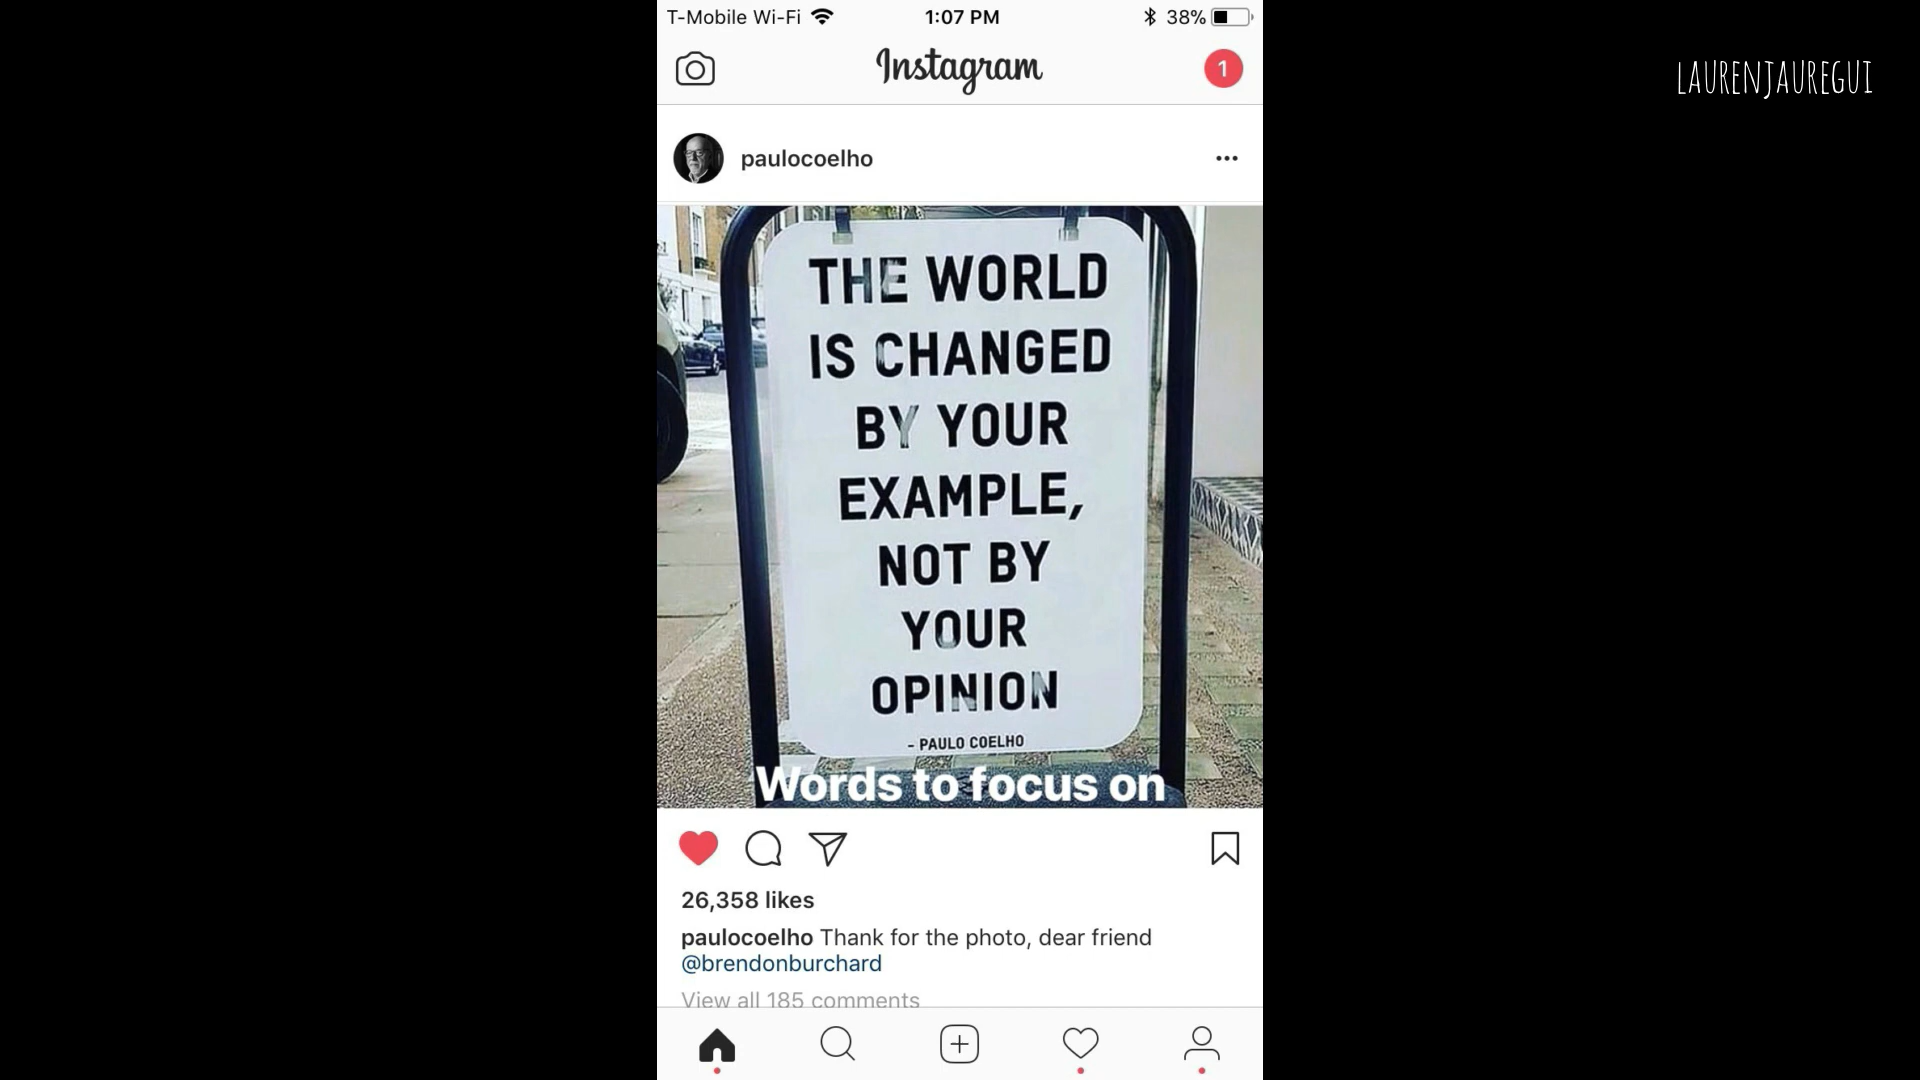 T-Mobile Wi-Fi 1:07 PM 38%
Instagram
1
LAURENJAUREGUI
paulocoelho
THE WORLD
IS CHANGED
BY YOUR
EXAMPLE,
NOT BY
YOUR
OPINION
- PAULO COELHO
Words to focus on
26,358 likes
paulocoelho Thank for the photo, dear friend
@brendonburchard
View all 185 comments